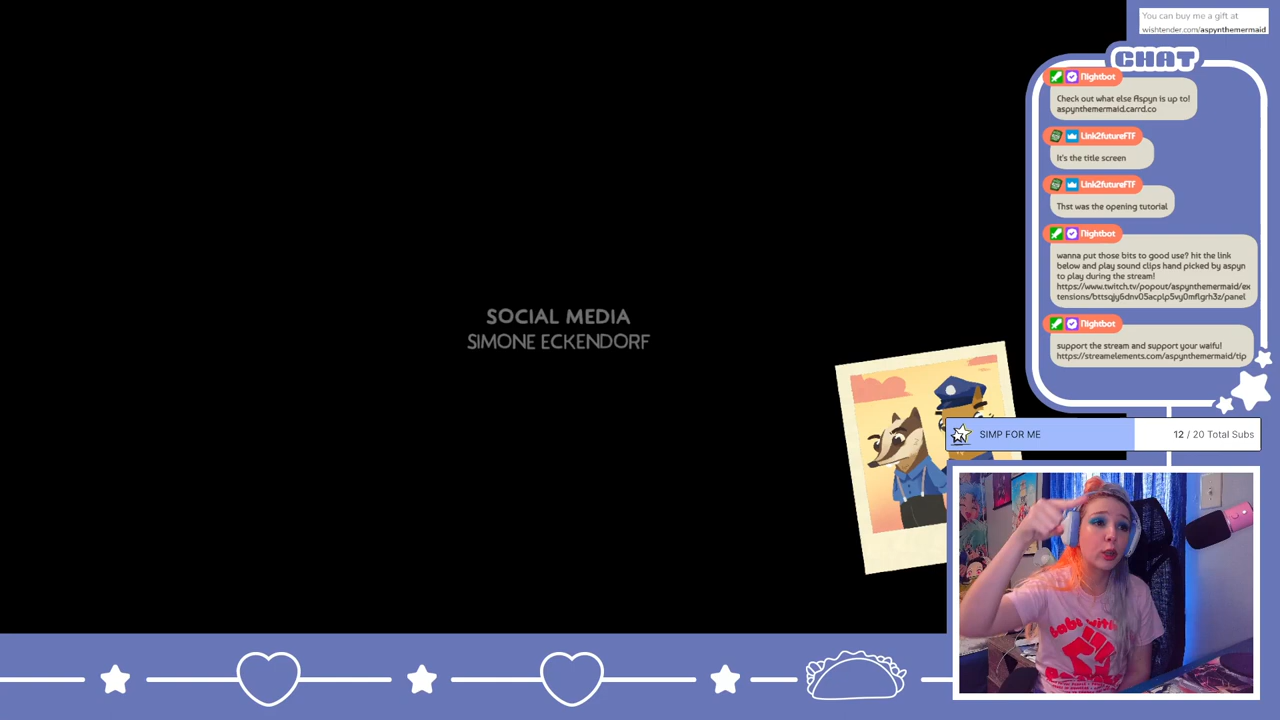 You can buy me a gift at
wishtender.com/aspynthemermaid
CHAT
Nightbot
Check out what else Aspyn is up to!
aspynthemermaid.carrd.co
Link2futureFTF
It's the title screen
Link2futureFTF
Thst was the opening tutorial
Nightbot
wanna put those bits to good use? hit the link
below and play sound clips hand picked by aspyn
to play during the stream!
https://www.twitch.tv/popout/aspynthemermaid/ex
tensions/bttsqjy6dnv05acplp5vy0mflgrh3z/panel
Nightbot
support the stream and support your waifu!
https://streamelements.com/aspynthemermaid/tip
SOCIAL MEDIA
SIMONE ECKENDORF
SIMP FOR ME
12 / 20 Total Subs
babe with